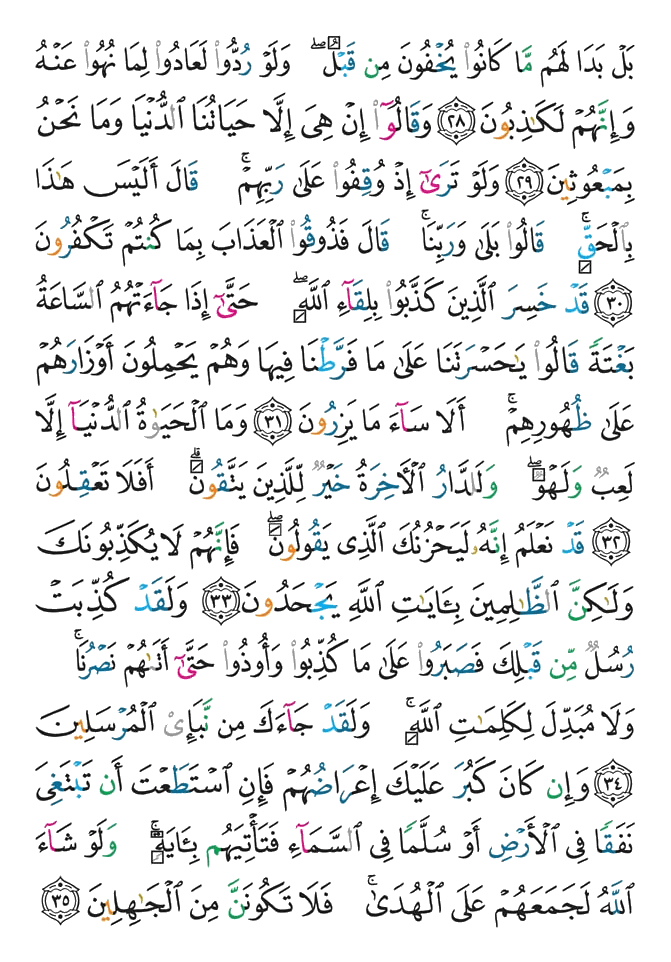 بَلْ بَدَا لَهُم مَّا كَانُوا۟ يُخْفُونَ مِن قَبْلُ ۖ وَلَوْ رُدُّوا۟ لَعَادُوا۟ لِمَا نُهُوا۟ عَنْهُ
وَإِنَّهُمْ لَكَـٰذِبُونَ ٢٨ وَقَالُوٓا۟ إِنْ هِىَ إِلَّا حَيَاتُنَا ٱلدُّنْيَا وَمَا نَحْنُ
بِمَبْعُوثِينَ ٢٩ وَلَوْ تَرَىٰٓ إِذْ وُقِفُوا۟ عَلَىٰ رَبِّهِمْ ۚ قَالَ أَلَيْسَ هَـٰذَا
بِٱلْحَقِّ ۚ قَالُوا۟ بَلَىٰ وَرَبِّنَا ۚ قَالَ فَذُوقُوا۟ ٱلْعَذَابَ بِمَا كُنتُمْ تَكْفُرُونَ
٣٠ قَدْ خَسِرَ ٱلَّذِينَ كَذَّبُوا۟ بِلِقَآءِ ٱللَّهِ ۖ حَتَّىٰٓ إِذَا جَآءَتْهُمُ ٱلسَّاعَةُ
بَغْتَةً قَالُوا۟ يَـٰحَسْرَتَنَا عَلَىٰ مَا فَرَّطْنَا فِيهَا وَهُمْ يَحْمِلُونَ أَوْزَارَهُمْ
عَلَىٰ ظُهُورِهِمْ ۚ أَلَا سَآءَ مَا يَزِرُونَ ٣١ وَمَا ٱلْحَيَوٰةُ ٱلدُّنْيَآ إِلَّا
لَعِبٌ وَلَهْوٌ ۖ وَلَلدَّارُ ٱلْـَٔاخِرَةُ خَيْرٌ لِّلَّذِينَ يَتَّقُونَ ۗ أَفَلَا تَعْقِلُونَ
٣٢ قَدْ نَعْلَمُ إِنَّهُۥ لَيَحْزُنُكَ ٱلَّذِى يَقُولُونَ ۖ فَإِنَّهُمْ لَا يُكَذِّبُونَكَ
وَلَـٰكِنَّ ٱلظَّـٰلِمِينَ بِـَٔايَـٰتِ ٱللَّهِ يَجْحَدُونَ ٣٣ وَلَقَدْ كُذِّبَتْ
رُسُلٌ مِّن قَبْلِكَ فَصَبَرُوا۟ عَلَىٰ مَا كُذِّبُوا۟ وَأُوذُوا۟ حَتَّىٰٓ أَتَىٰهُمْ نَصْرُنَا ۚ
وَلَا مُبَدِّلَ لِكَلِمَـٰتِ ٱللَّهِ ۚ وَلَقَدْ جَآءَكَ مِن نَّبَإِى۟ ٱلْمُرْسَلِينَ
٣٤ وَإِن كَانَ كَبُرَ عَلَيْكَ إِعْرَاضُهُمْ فَإِنِ ٱسْتَطَعْتَ أَن تَبْتَغِىَ
نَفَقًا فِى ٱلْأَرْضِ أَوْ سُلَّمًا فِى ٱلسَّمَآءِ فَتَأْتِيَهُم بِـَٔايَةٍ ۚ وَلَوْ شَآءَ
ٱللَّهُ لَجَمَعَهُمْ عَلَى ٱلْهُدَىٰ ۚ فَلَا تَكُونَنَّ مِنَ ٱلْجَـٰهِلِينَ ٣٥